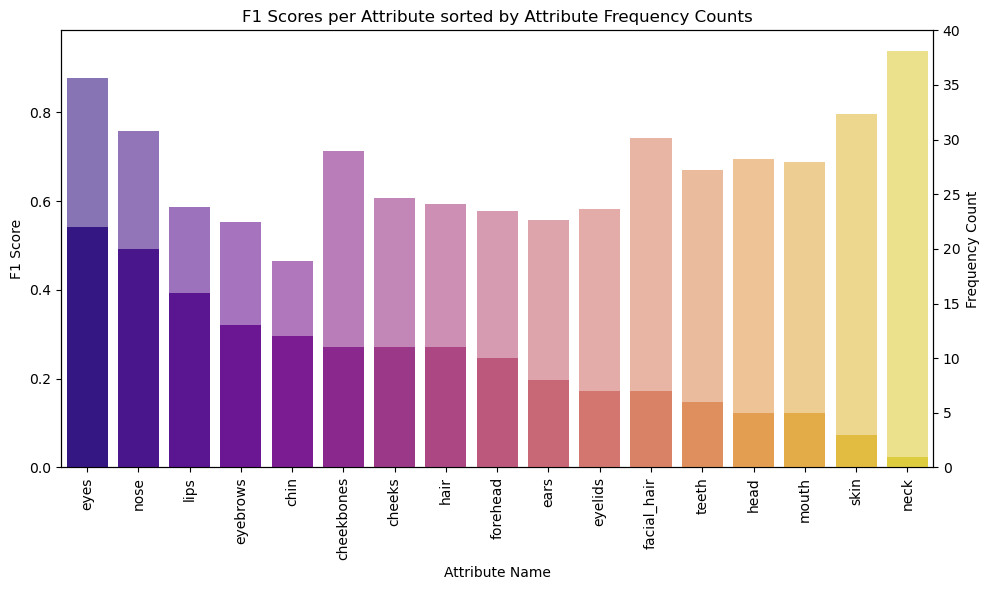 F1 Scores per Attribute sorted by Attribute Frequency Counts
F1 Score
0.8
0.6
0.4
0.2
0.0
40
35
30
25
20
15
10
5
0
Frequency Count
eyes
nose
lips
eyebrows
chin
cheekbones
cheeks
hair
forehead
ears
eyelids
facial_hair
teeth
head
mouth
skin
neck
Attribute Name